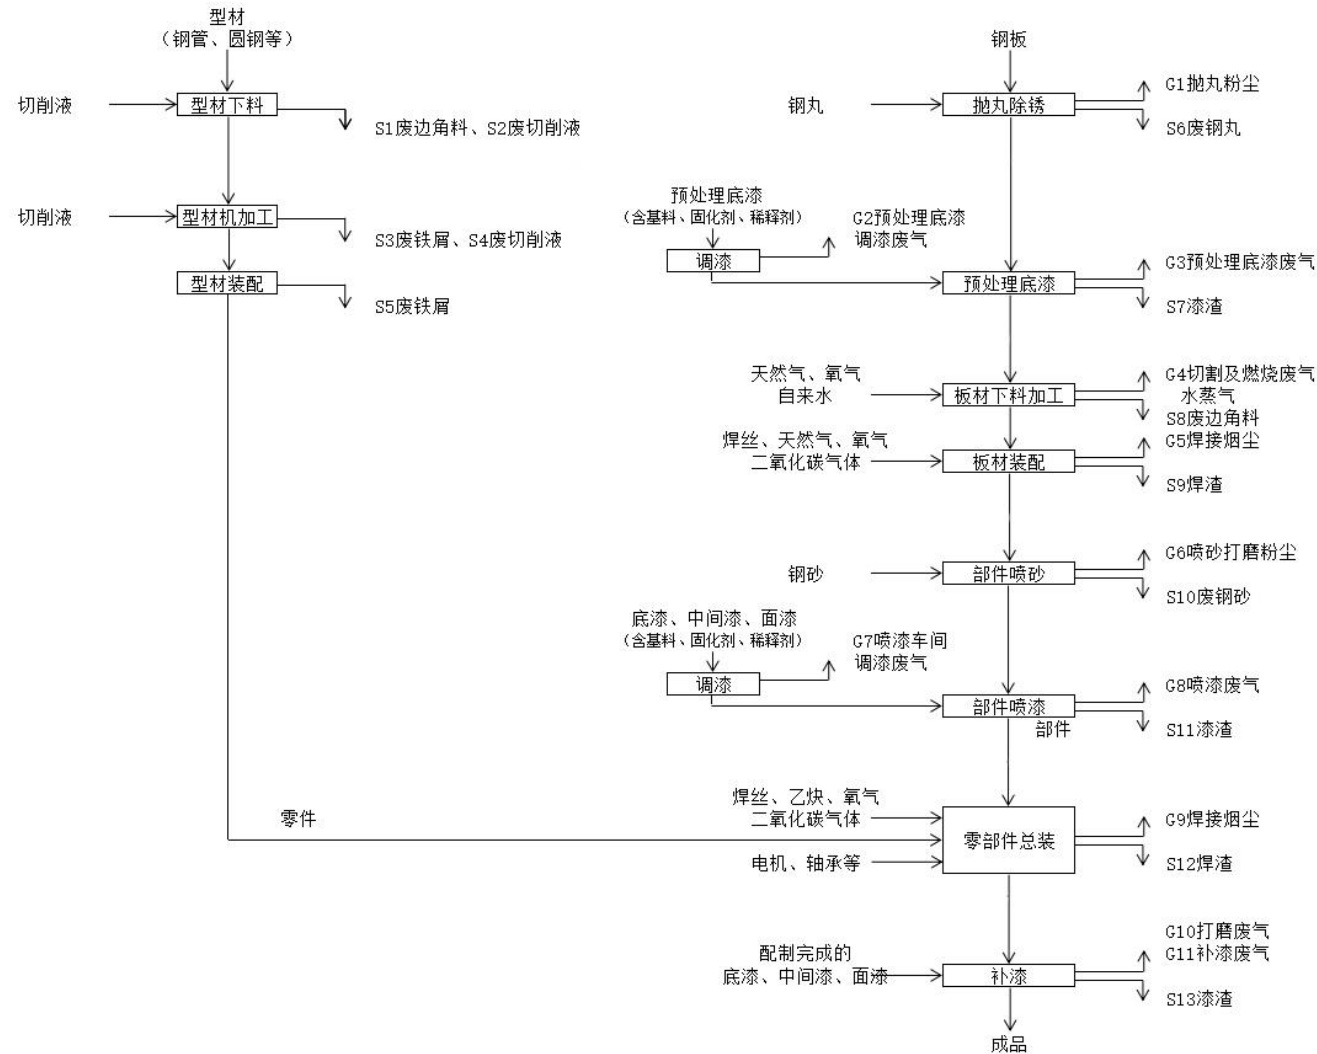 型材
（钢管、圆钢等）
切削液
型材下料
S1废边角料、S2废切削液
切削液
型材机加工
S3废铁屑、S4废切削液
型材装配
S5废铁屑
零件
钢板
钢丸
抛丸除锈
G1抛丸粉尘
S6废钢丸
预处理底漆
（含基料、固化剂、稀释剂）
调漆
G2预处理底漆
调漆废气
预处理底漆
G3预处理底漆废气
S7漆渣
天然气、氧气
自来水
板材下料加工
G4切割及燃烧废气
水蒸气
S8废边角料
焊丝、天然气、氧气
二氧化碳气体
板材装配
G5焊接烟尘
S9焊渣
钢砂
部件喷砂
G6喷砂打磨粉尘
S10废钢砂
底漆、中间漆、面漆
（含基料、固化剂、稀释剂）
调漆
G7喷漆车间
调漆废气
部件喷漆
部件
G8喷漆废气
S11漆渣
焊丝、乙炔、氧气
二氧化碳气体
电机、轴承等
零部件总装
G9焊接烟尘
S12焊渣
配制完成的
底漆、中间漆、面漆
补漆
G10打磨废气
G11补漆废气
S13漆渣
成品